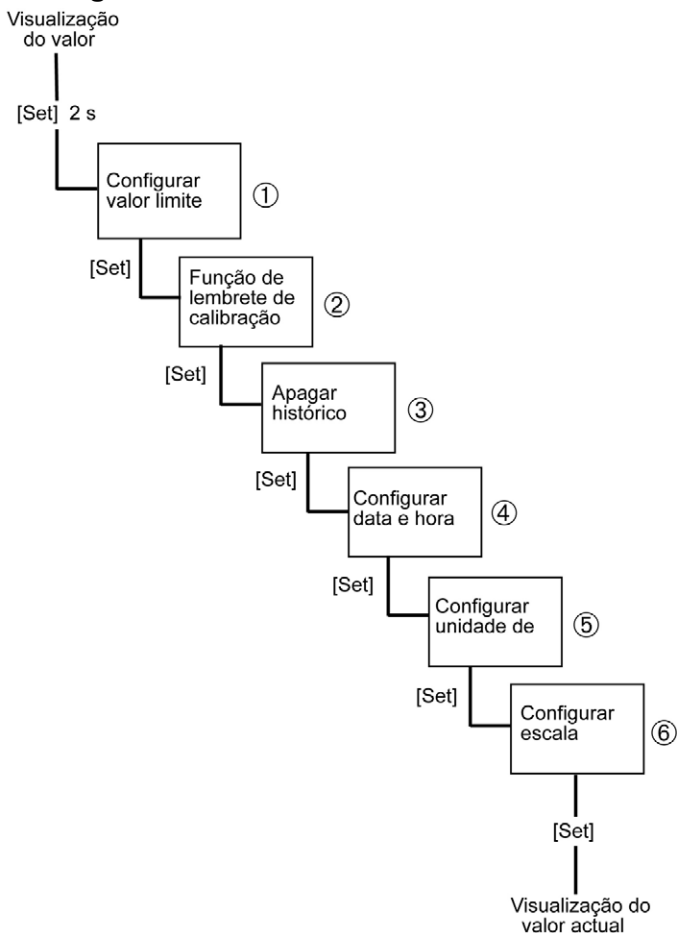 Visualização
do valor
[Set] 2 s
Configurar
valor limite
①
[Set]
Função de
lembrete de
calibração
②
[Set]
Apagar
histórico
③
[Set]
Configurar
data e hora
④
[Set]
Configurar
unidade de
⑤
[Set]
Configurar
escala
⑥
[Set]
Visualização do
valor actual